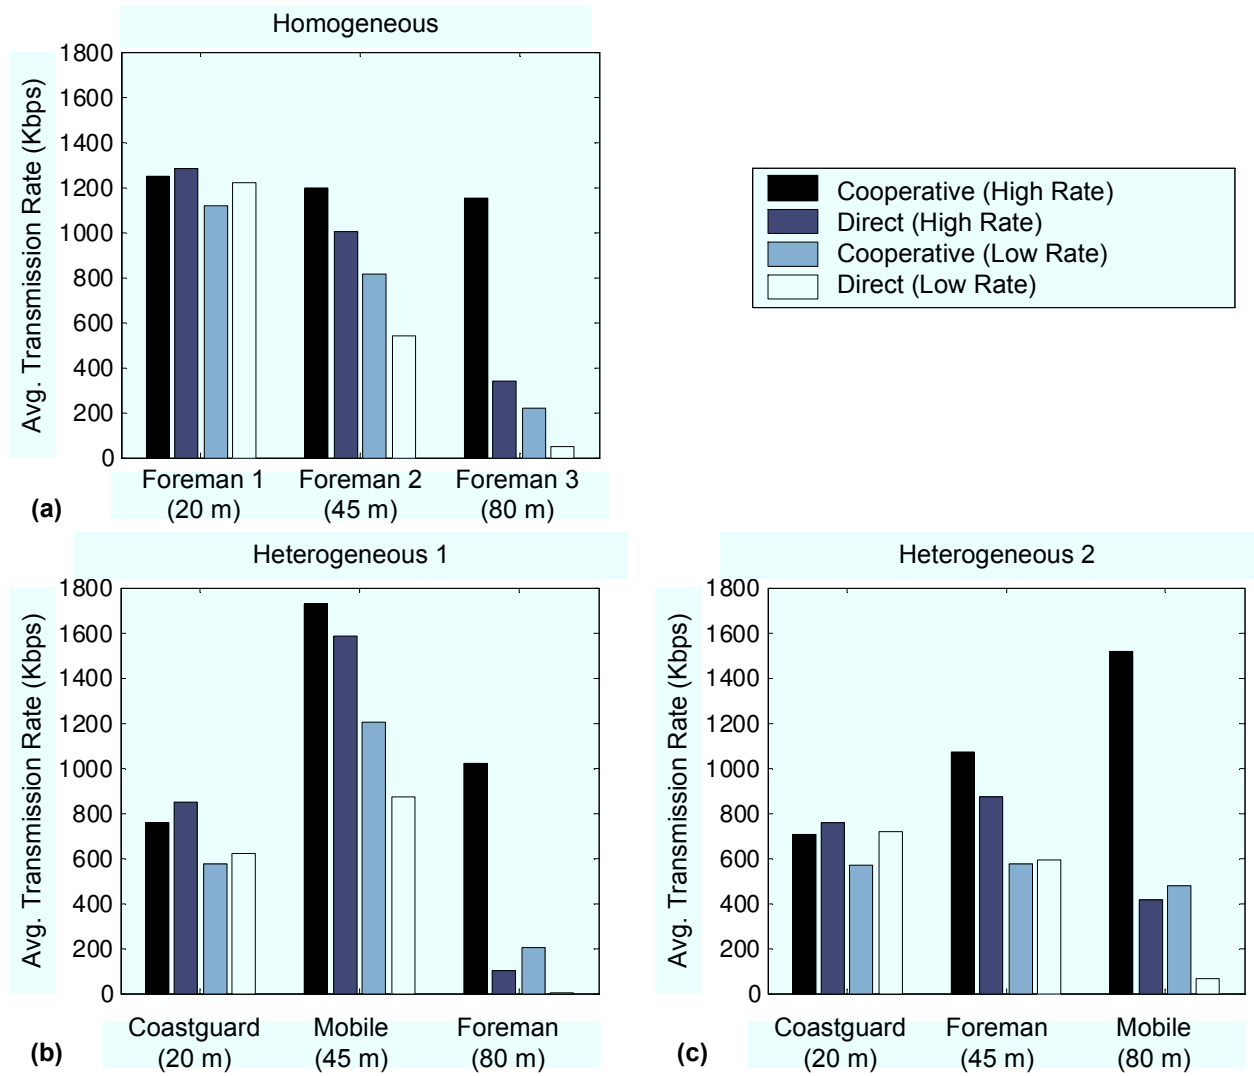 Homogeneous
Avg. Transmission Rate (Kbps)
1800
1600
1400
1200
1000
800
600
400
200
0
Foreman 1 Foreman 2 Foreman 3
(20 m) (45 m) (80 m)
(a)
Cooperative (High Rate)
Direct (High Rate)
Cooperative (Low Rate)
Direct (Low Rate)
Heterogeneous 1
Avg. Transmission Rate (Kbps)
1800
1600
1400
1200
1000
800
600
400
200
0
Coastguard Mobile Foreman
(20 m) (45 m) (80 m)
(b)
Heterogeneous 2
Avg. Transmission Rate (Kbps)
1800
1600
1400
1200
1000
800
600
400
200
0
Coastguard Foreman Mobile
(20 m) (45 m) (80 m)
(c)